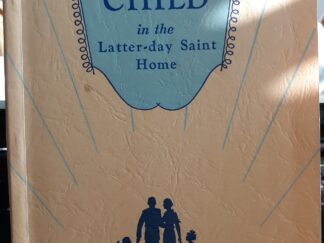 CHILD
in the
Latter-day Saint
Home